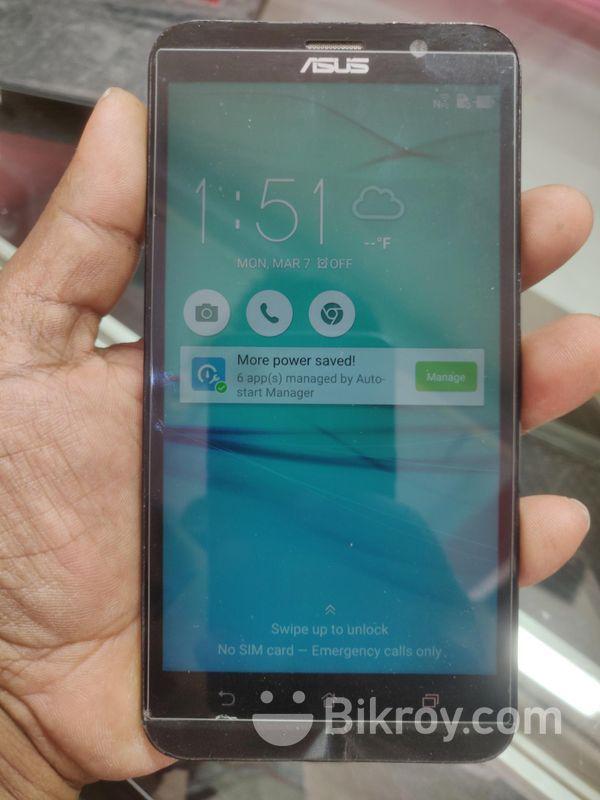 ASUS
1:51
--°F
MON, MAR 7 OFF
More power saved!
6 app(s) managed by Auto-
start Manager
Manage
Swipe up to unlock
No SIM card — Emergency calls only
Bikroy.com